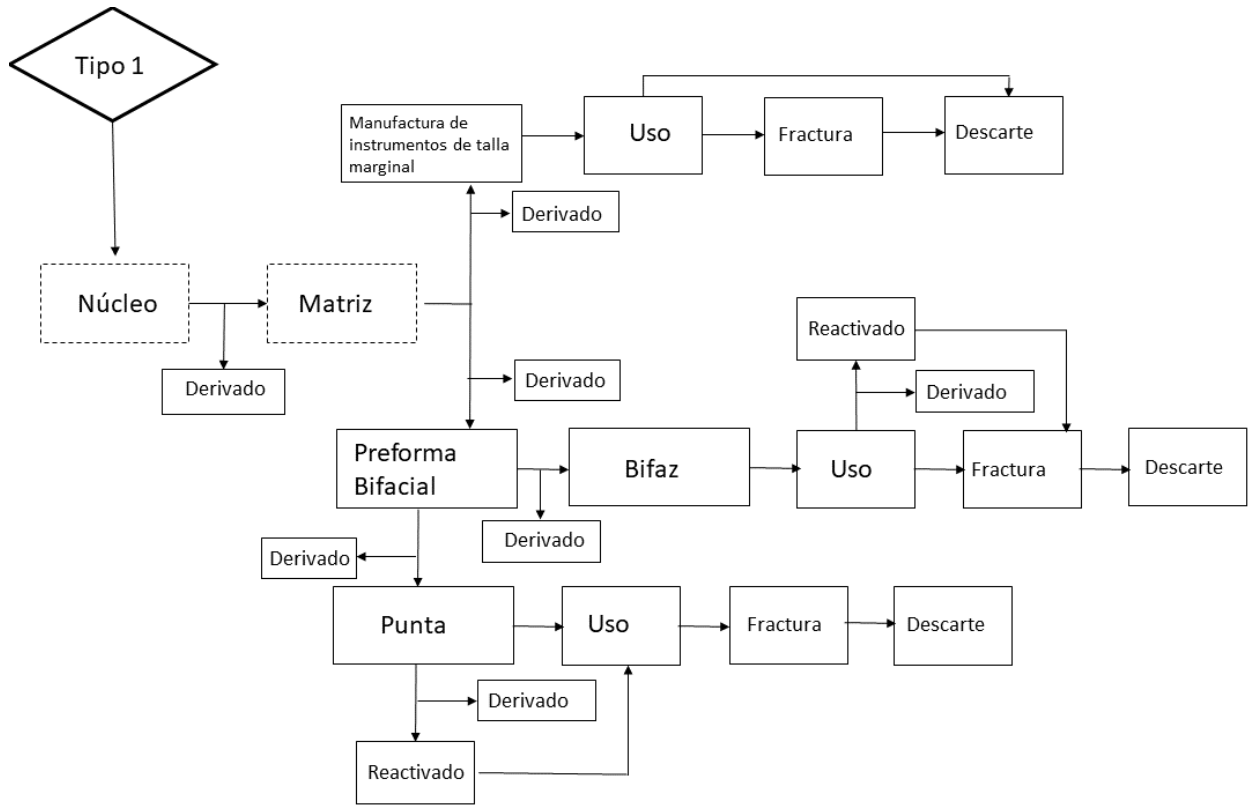 Tipo 1
Manufactura de
instrumentos de talla
marginal
Uso
Fractura
Descarte
Derivado
Núcleo
Matriz
Derivado
Derivado
Reactivado
Derivado
Preforma
Bifacial
Bifaz
Uso
Fractura
Descarte
Derivado
Derivado
Punta
Uso
Fractura
Descarte
Derivado
Reactivado